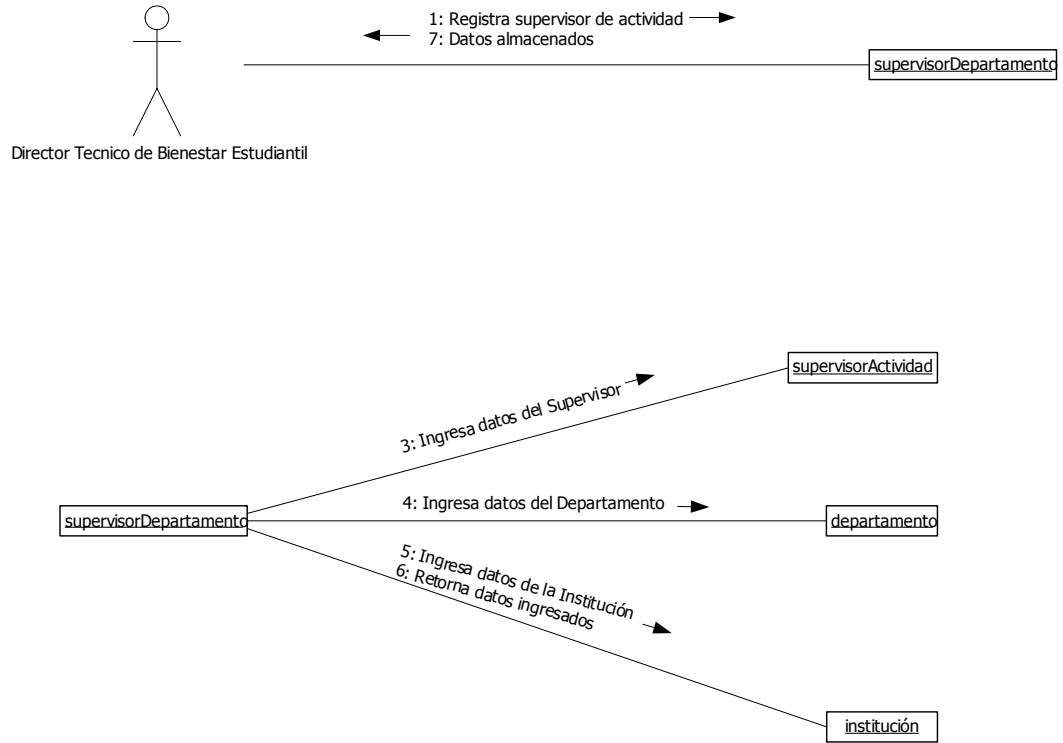 1: Registra supervisor de actividad
7: Datos almacenados
supervisorDepartamento
Director Tecnico de Bienestar Estudiantil
supervisorActividad
3: Ingresa datos del Supervisor
4: Ingresa datos del Departamento
supervisorDepartamento
departamento
5: Ingresa datos de la Institución
6: Retorna datos ingresados
institución